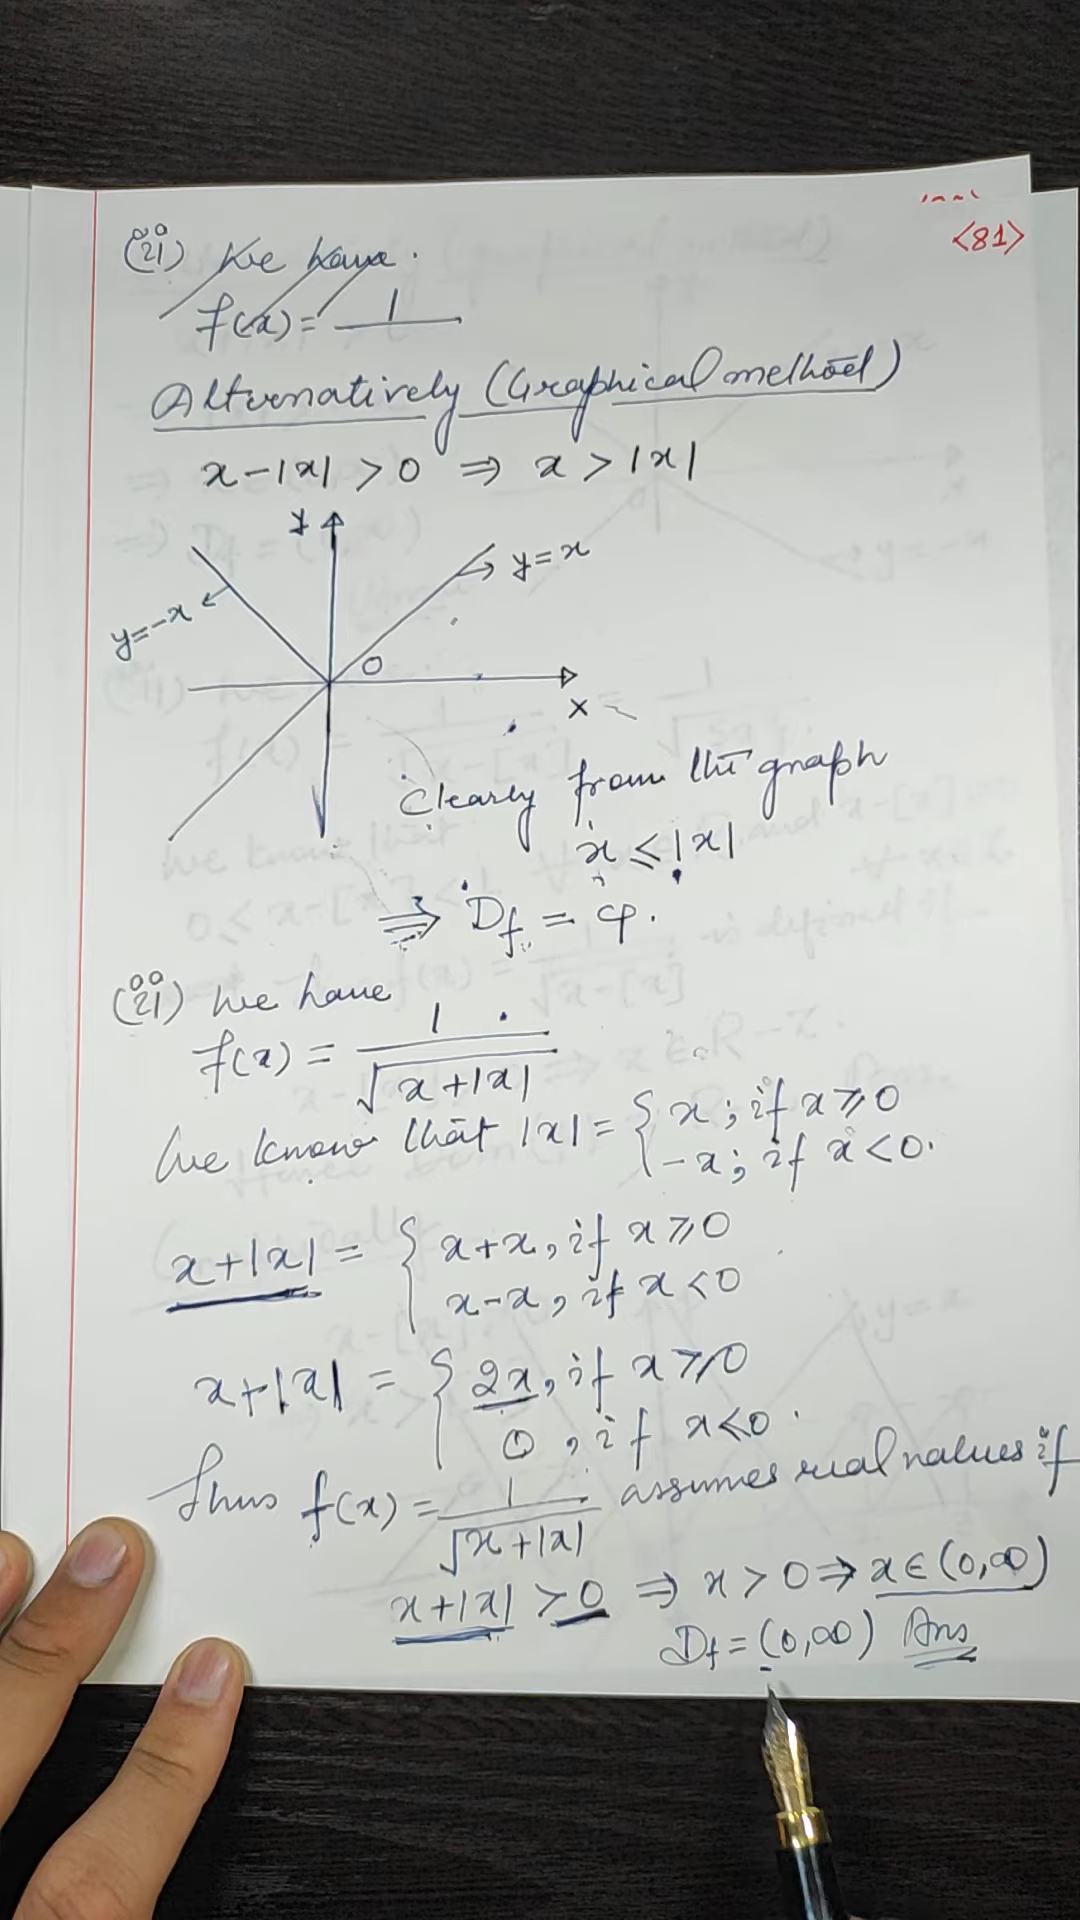 <81>
(ii) We have.
f(x) = 1
Alternatively (Graphical method)
x-|x| > 0 ⇒ x > |x|
y
y=x
y=-x
O
X
Clearly from the graph
x ≤ |x|
⇒ Df = φ.
(ii) We have
f(x) = 1/√x+|x|
We know that |x| = { x; if x ≥ 0
-x; if x < 0.
x+|x| = { x+x, if x ≥ 0
x-x, if x < 0
x+|x| = { 2x, if x ≥ 0
0, if x < 0.
Thus f(x) = 1/√x+|x| assumes real values if
x+|x| > 0 ⇒ x > 0 ⇒ x ∈ (0,∞)
Df = (0,∞) Ans